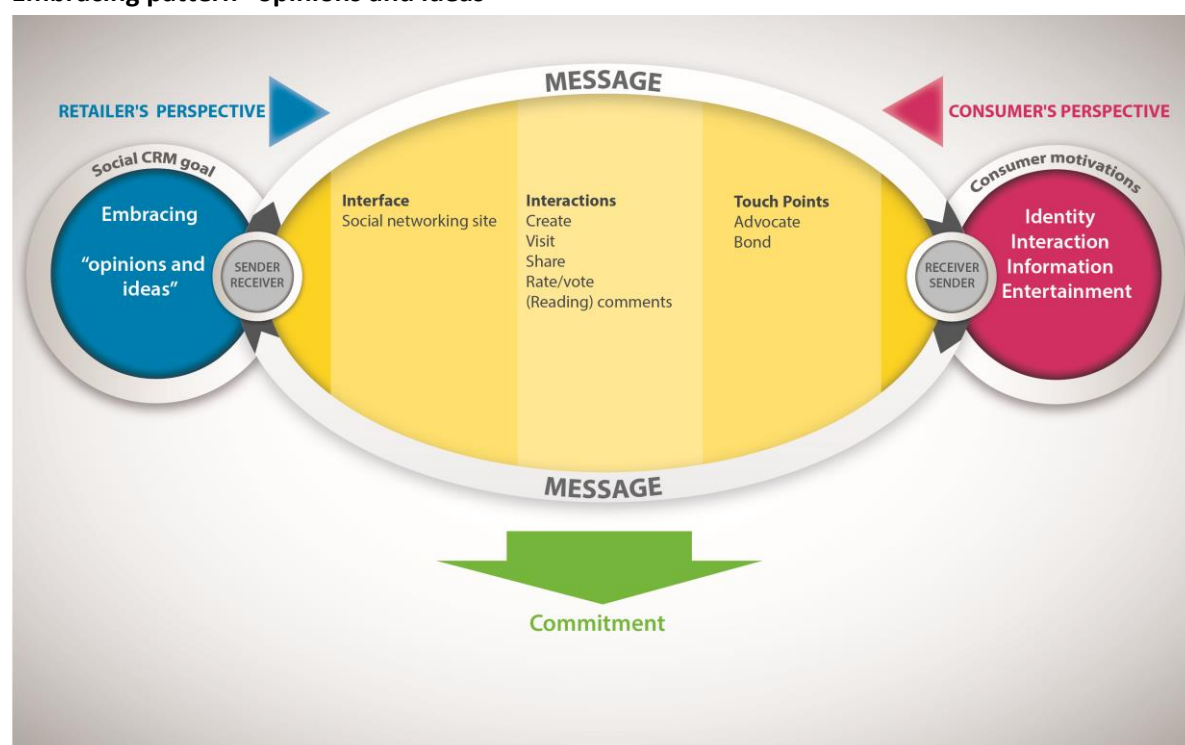 MESSAGE
RETAILER'S PERSPECTIVE
CONSUMER'S PERSPECTIVE
Social CRM goal
Embracing
“opinions and
ideas”
SENDER
RECEIVER
Interface
Social networking site
Interactions
Create
Visit
Share
Rate/vote
(Reading) comments
Touch Points
Advocate
Bond
RECEIVER
SENDER
Consumer motivations
Identity
Interaction
Information
Entertainment
MESSAGE
Commitment